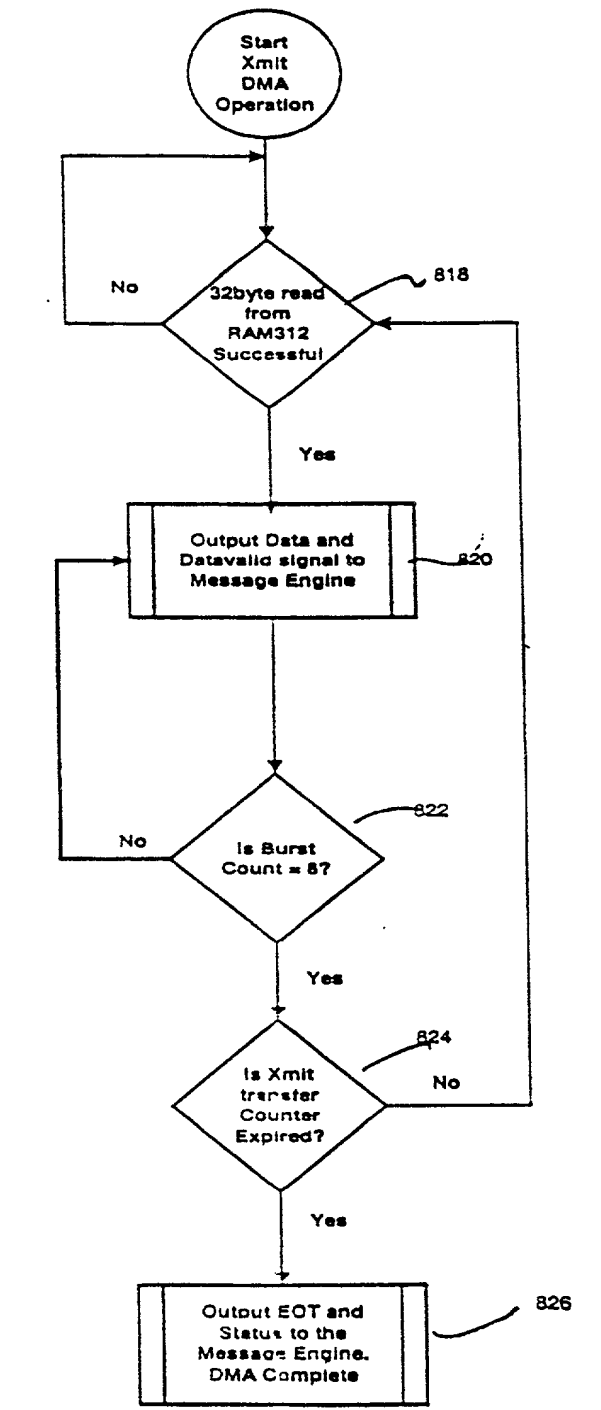 Start
Xmit
DMA
Operation
818
No
32byte read
from
RAM312
Successful
Yes
Output Data and
Datavalid signal to
Message Engine
820
822
No
Is Burst
Count = 8?
Yes
824
Is Xmit
transfer
Counter
Expired?
No
Yes
Output EOT and
Status to the
Message Engine.
DMA Complete
826